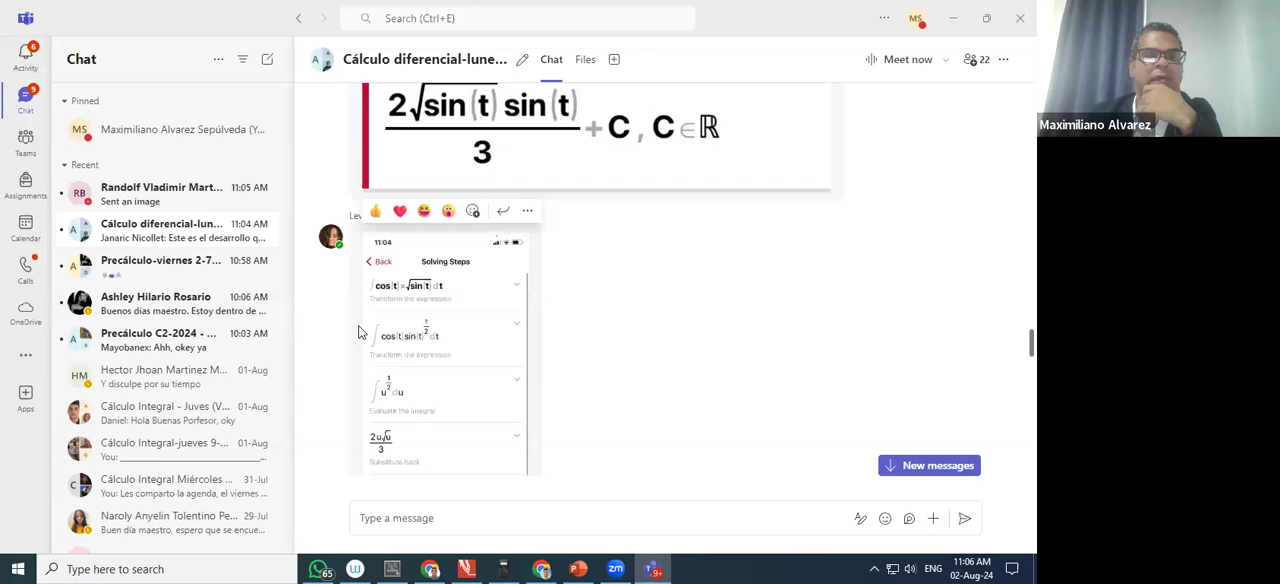 Search (Ctrl+E)
MS
Activity
6
Chat
9
Teams
Assignments
Calendar
Calls
OneDrive
Apps
Chat
Pinned
MS
Maximiliano Alvarez Sepúlveda (Y...
Recent
RB
Randolf Vladimir Mart...
11:05 AM
Sent an image
A
Cálculo diferencial-lun...
11:04 AM
Janaric Nicollet: Este es el desarrollo q...
A
Precálculo-viernes 2-7...
10:58 AM
Ashley Hilario Rosario
10:06 AM
Buenos días maestro. Estoy dentro de ...
A
Precálculo C2-2024 - ...
10:03 AM
Mayobanex: Ahh, okey ya
HM
Hector Jhoan Martinez M...
01-Aug
Y disculpe por su tiempo
Cálculo Integral - Juves (V...
01-Aug
Daniel: Hola Buenas Porfesor, oky
Cálculo Integral-jueves 9-...
01-Aug
You: ____________________...
C
Cálculo Integral Miércoles ...
31-Jul
You: Les comparto la agenda, el viernes ...
Naroly Anyelin Tolentino Pe...
29-Jul
Buen día maestro, espero que se encue...
A
Cálculo diferencial-lune...
Chat
Files
Meet now
22
2√sin(t) sin(t)
3
+ C , C ∈ ℝ
Lev
11:04
Back
Solving Steps
∫cos(t)×√sin(t) dt
Transform the expression
∫cos(t)sin(t)^1/2 dt
Transform the expression
∫u^1/2 du
Evaluate the integral
2u√u
3
Substitute back
New messages
Type a message
Maximiliano Alvarez
Type here to search
65
zm
9+
ENG
11:06 AM
02-Aug-24